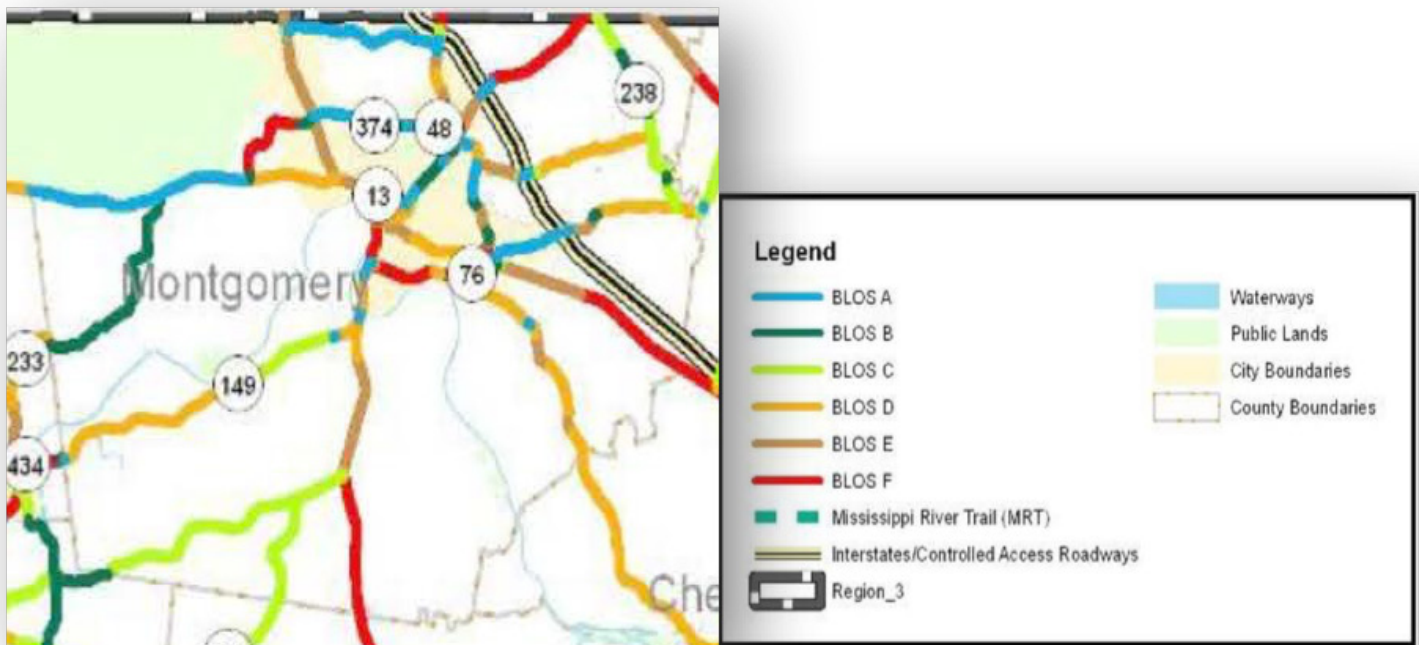 238
374
48
13
76
Montgomery
233
149
434
Che
Legend
BLOS A
BLOS B
BLOS C
BLOS D
BLOS E
BLOS F
Mississippi River Trail (MRT)
Interstates/Controlled Access Roadways
Region_3
Waterways
Public Lands
City Boundaries
County Boundaries